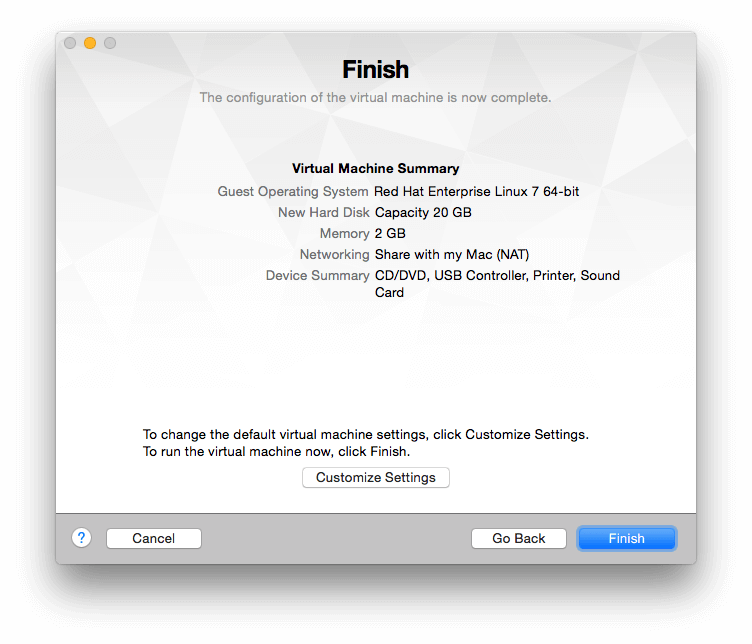 Finish
The configuration of the virtual machine is now complete.
Virtual Machine Summary
Guest Operating System Red Hat Enterprise Linux 7 64-bit
New Hard Disk Capacity 20 GB
Memory 2 GB
Networking Share with my Mac (NAT)
Device Summary CD/DVD, USB Controller, Printer, Sound
Card
To change the default virtual machine settings, click Customize Settings.
To run the virtual machine now, click Finish.
Customize Settings
? Cancel Go Back Finish